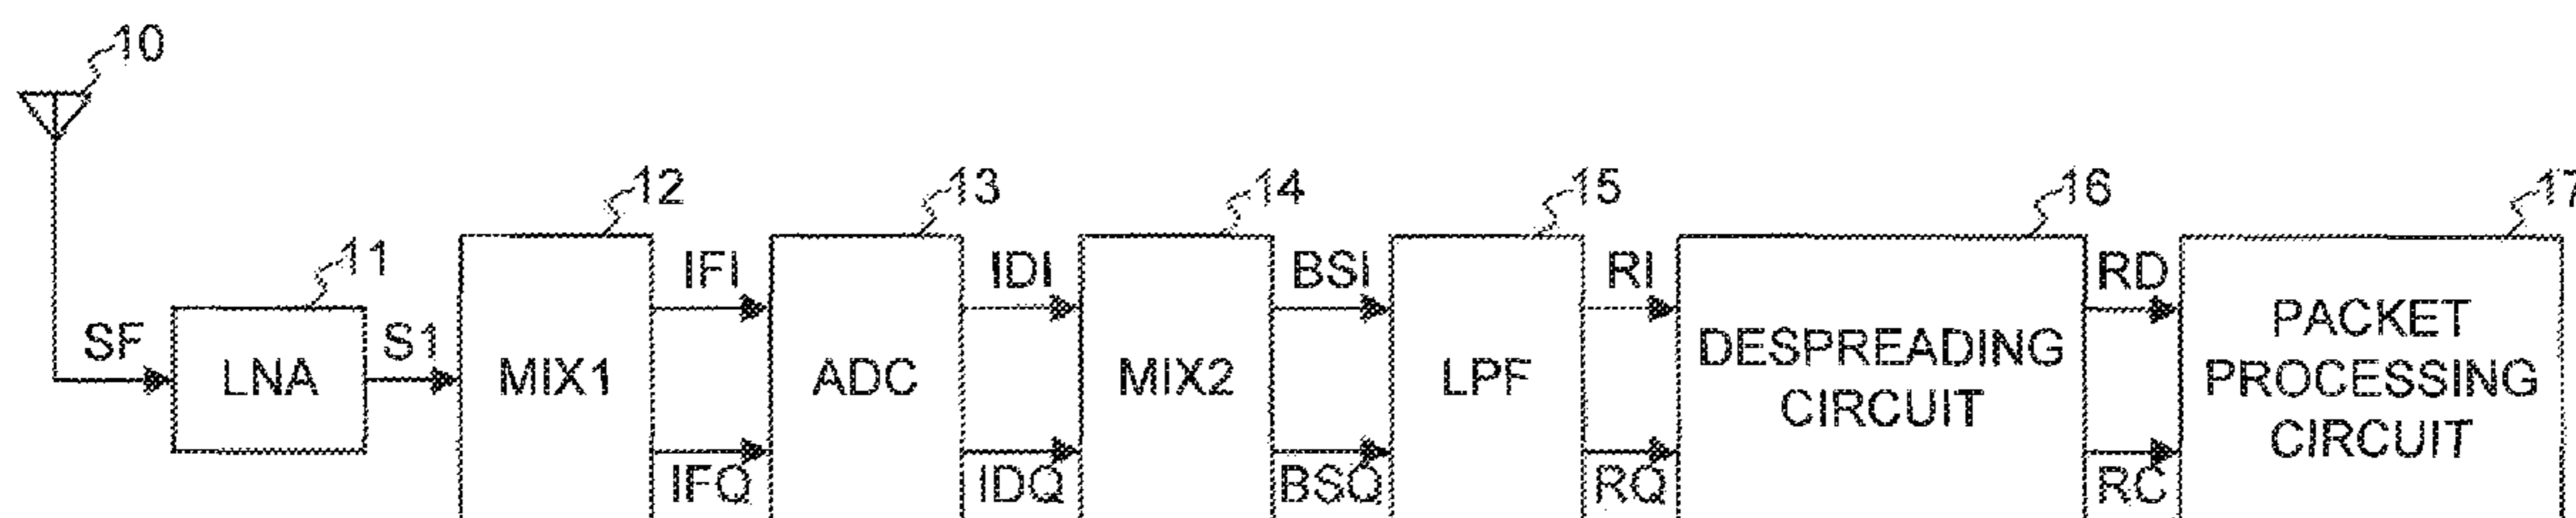 10
12
13
14
15
16
17
11
IFI
IDI
BSI
RI
RD
SF
LNA
S1
MIX1
ADC
MIX2
LPF
DESPREADING
CIRCUIT
PACKET
PROCESSING
CIRCUIT
IFQ
IDQ
BSQ
RQ
RC